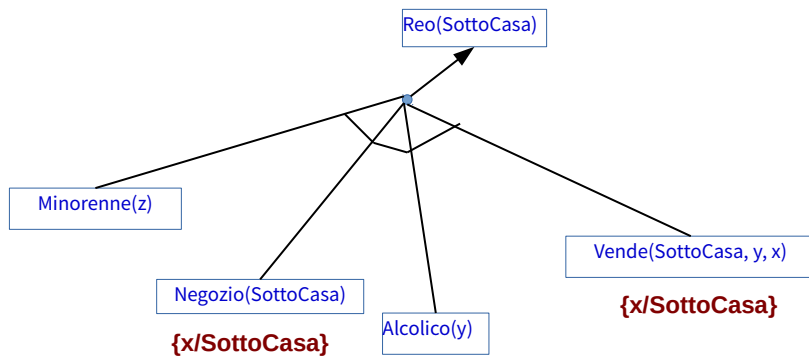 Reo(SottoCasa)
Minorenne(z)
Vende(SottoCasa, y, x)
Negozio(SottoCasa)
{x/SottoCasa}
Alcolico(y)
{x/SottoCasa}